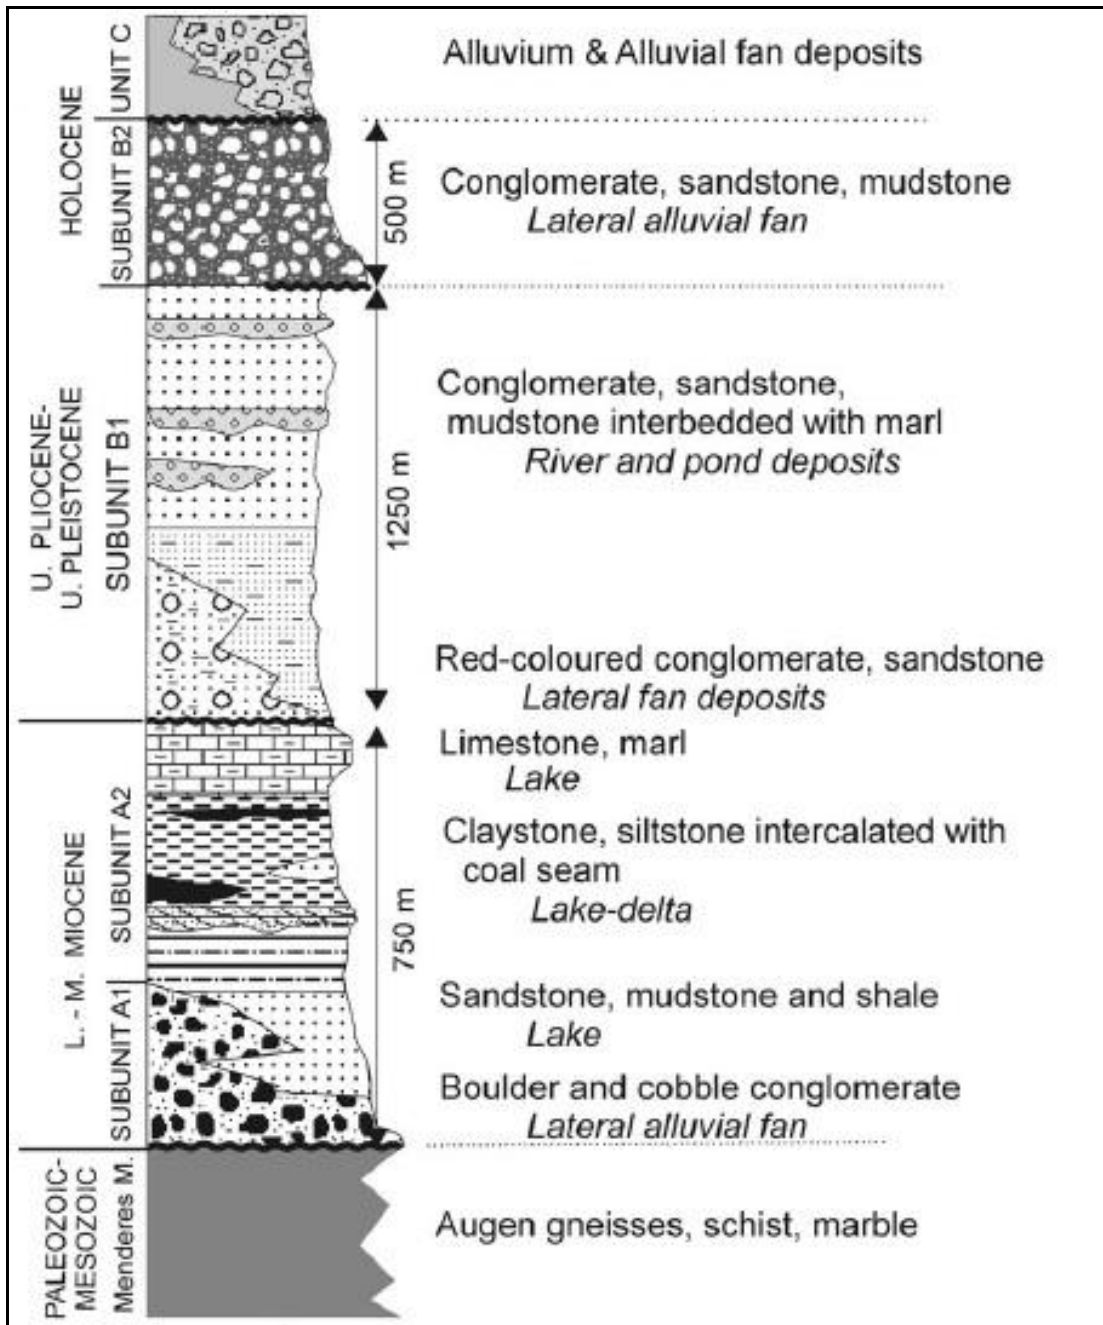 HOLOCENE
UNIT C
Alluvium & Alluvial fan deposits
SUBUNIT B2
500 m
Conglomerate, sandstone, mudstone
Lateral alluvial fan
U. PLIOCENE-
U. PLEISTOCENE
SUBUNIT B1
1250 m
Conglomerate, sandstone,
mudstone interbedded with marl
River and pond deposits
Red-coloured conglomerate, sandstone
Lateral fan deposits
L. - M. MIOCENE
SUBUNIT A2
750 m
Limestone, marl
Lake
Claystone, siltstone intercalated with
coal seam
Lake-delta
SUBUNIT A1
Sandstone, mudstone and shale
Lake
Boulder and cobble conglomerate
Lateral alluvial fan
PALEOZOIC-
MESOZOIC
Menderes M.
Augen gneisses, schist, marble